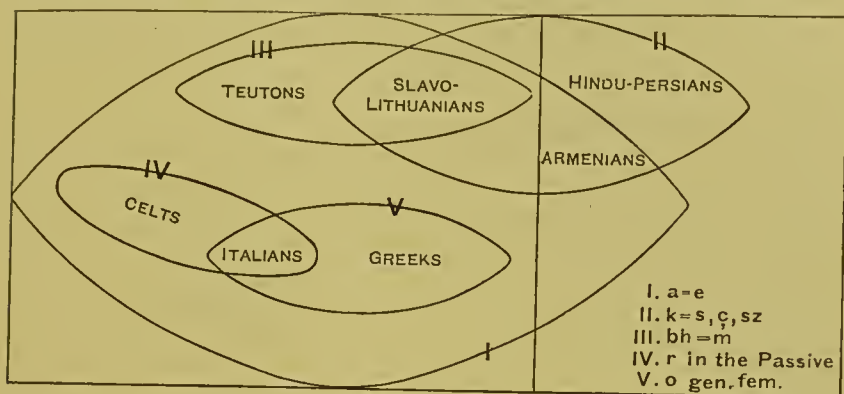 II
III
HINDU-PERSIANS
TEUTONS
SLAVO-
LITHUANIANS
ARMENIANS
IV
V
CELTS
ITALIANS
GREEKS
I
I. a=e
II. k=s, ç, sz
III. bh=m
IV. r in the Passive
V. o gen. fem.